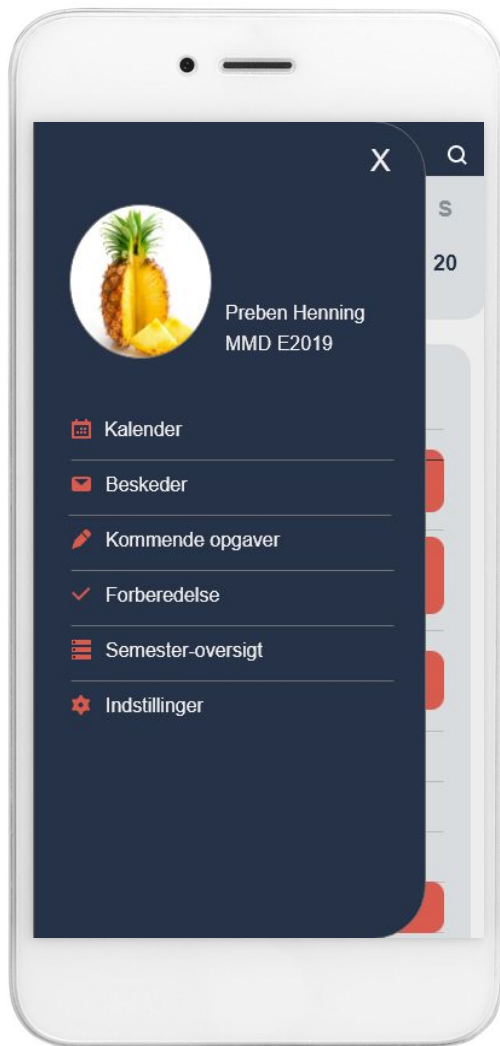 X
S
20
Preben Henning
MMD E2019
Kalender
Beskeder
Kommende opgaver
Forberedelse
Semester-oversigt
Indstillinger